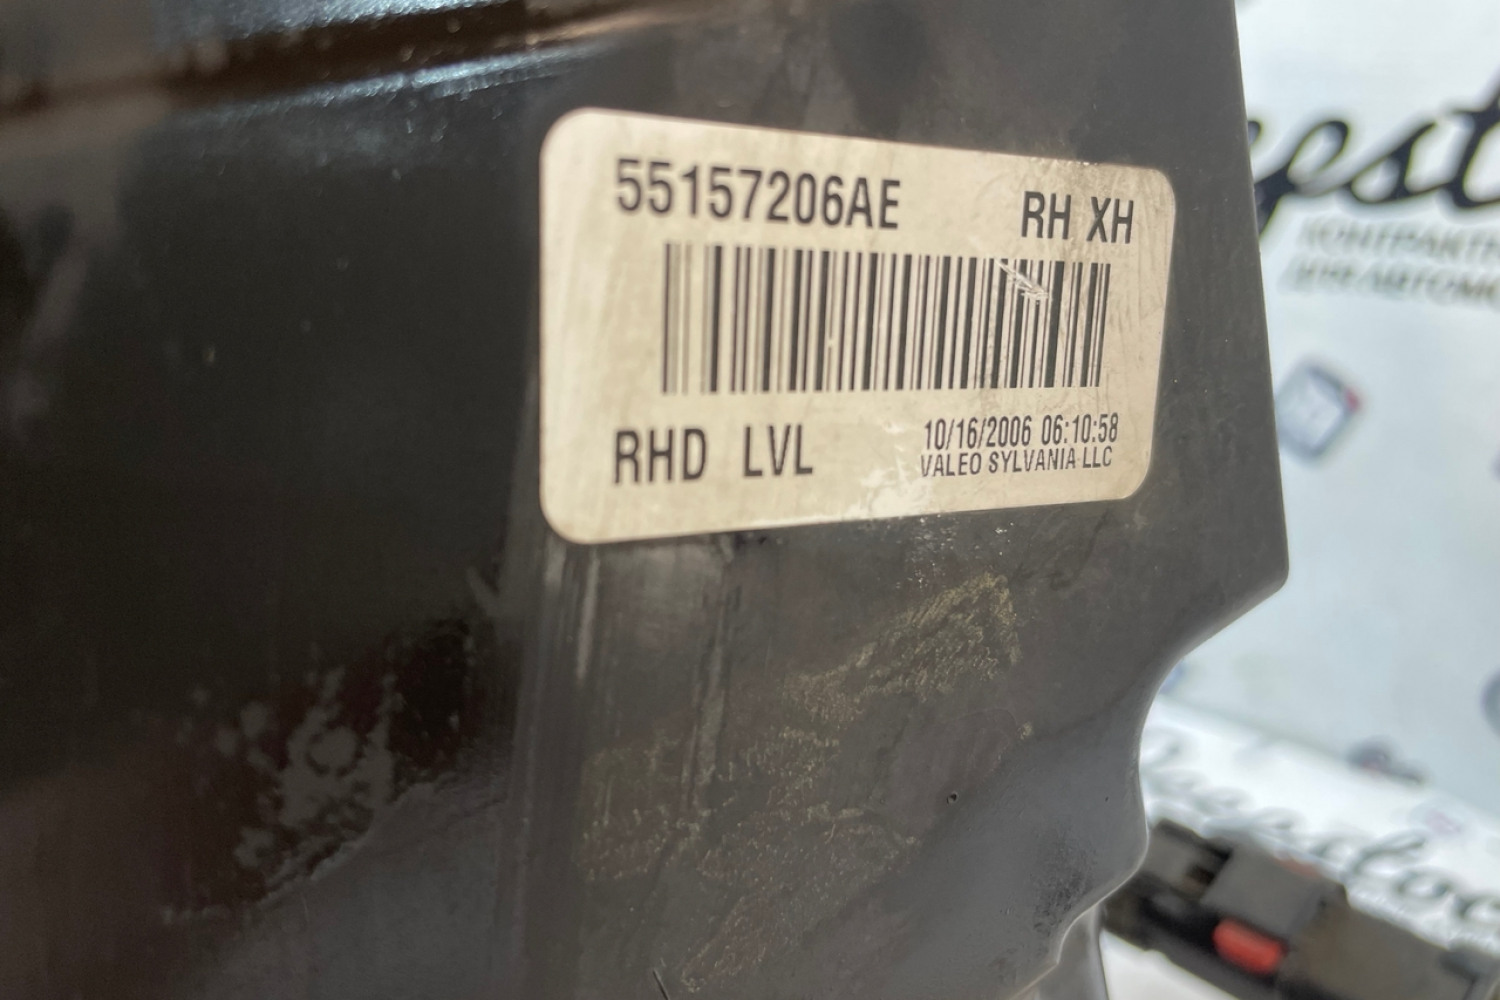 55157206AE RH XH
RHD LVL 10/16/2006 06:10:58
VALEO SYLVANIA LLC